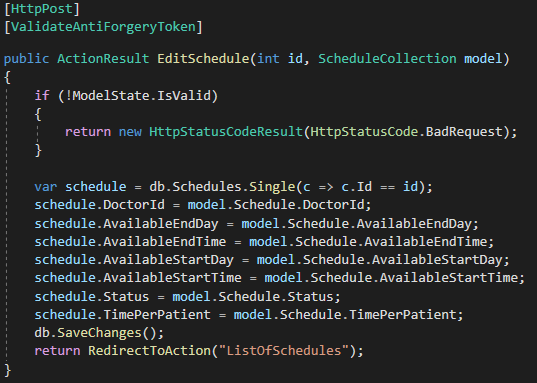 [HttpPost]
[ValidateAntiForgeryToken]
public ActionResult EditSchedule(int id, ScheduleCollection model)
{
if (!ModelState.IsValid)
{
return new HttpStatusCodeResult(HttpStatusCode.BadRequest);
}
var schedule = db.Schedules.Single(c => c.Id == id);
schedule.DoctorId = model.Schedule.DoctorId;
schedule.AvailableEndDay = model.Schedule.AvailableEndDay;
schedule.AvailableEndTime = model.Schedule.AvailableEndTime;
schedule.AvailableStartDay = model.Schedule.AvailableStartDay;
schedule.AvailableStartTime = model.Schedule.AvailableStartTime;
schedule.Status = model.Schedule.Status;
schedule.TimePerPatient = model.Schedule.TimePerPatient;
db.SaveChanges();
return RedirectToAction("ListOfSchedules");
}